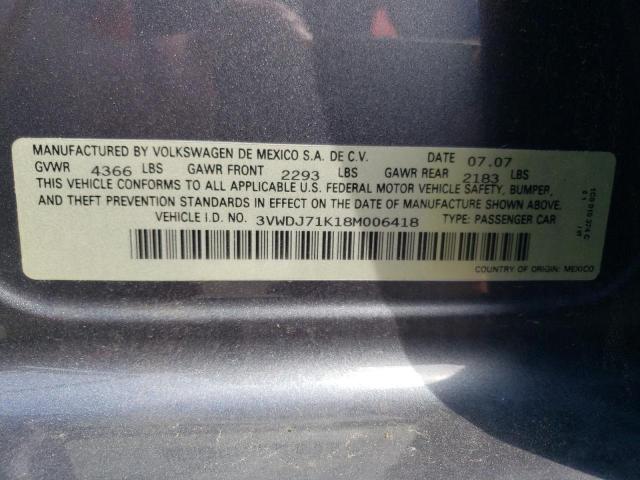 MANUFACTURED BY VOLKSWAGEN DE MEXICO S.A. DE C.V. DATE 07.07
GVWR 4366 LBS GAWR FRONT 2293 LBS GAWR REAR 2183 LBS
THIS VEHICLE CONFORMS TO ALL APPLICABLE U.S. FEDERAL MOTOR VEHICLE SAFETY, BUMPER,
AND THEFT PREVENTION STANDARDS IN EFFECT ON THE DATE OF MANUFACTURE SHOWN ABOVE.
VEHICLE I.D. NO. 3VWDJ71K18M006418 TYPE: PASSENGER CAR
COUNTRY OF ORIGIN: MEXICO